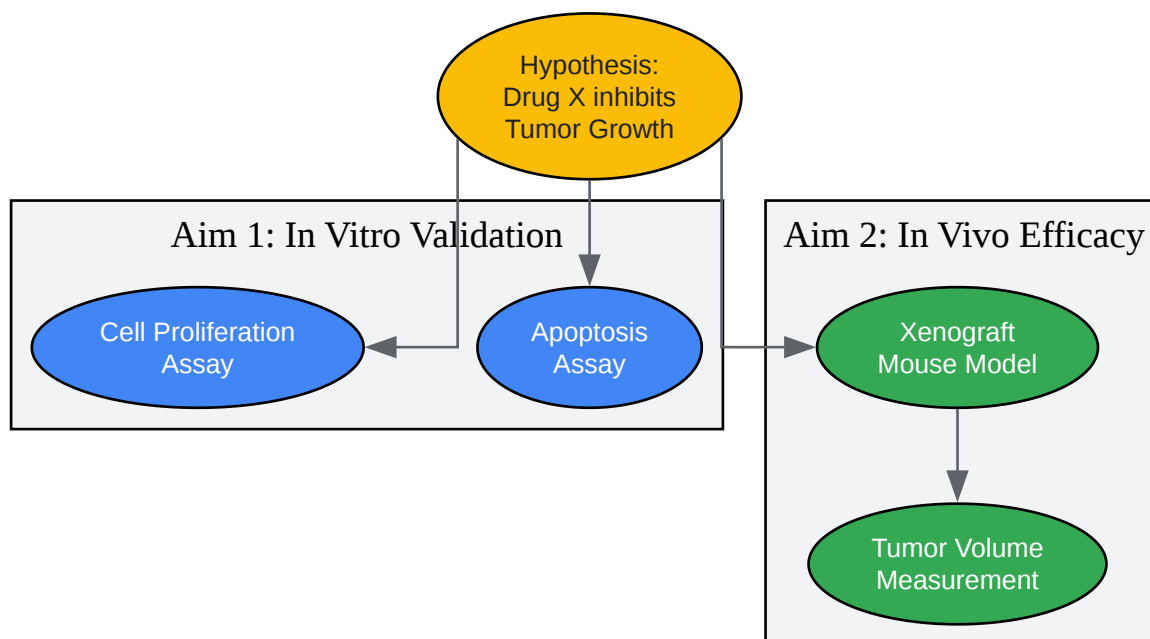 Hypothesis:
Drug X inhibits
Tumor Growth
Aim 1: In Vitro Validation
Cell Proliferation
Assay
Apoptosis
Assay
Aim 2: In Vivo Efficacy
Xenograft
Mouse Model
Tumor Volume
Measurement